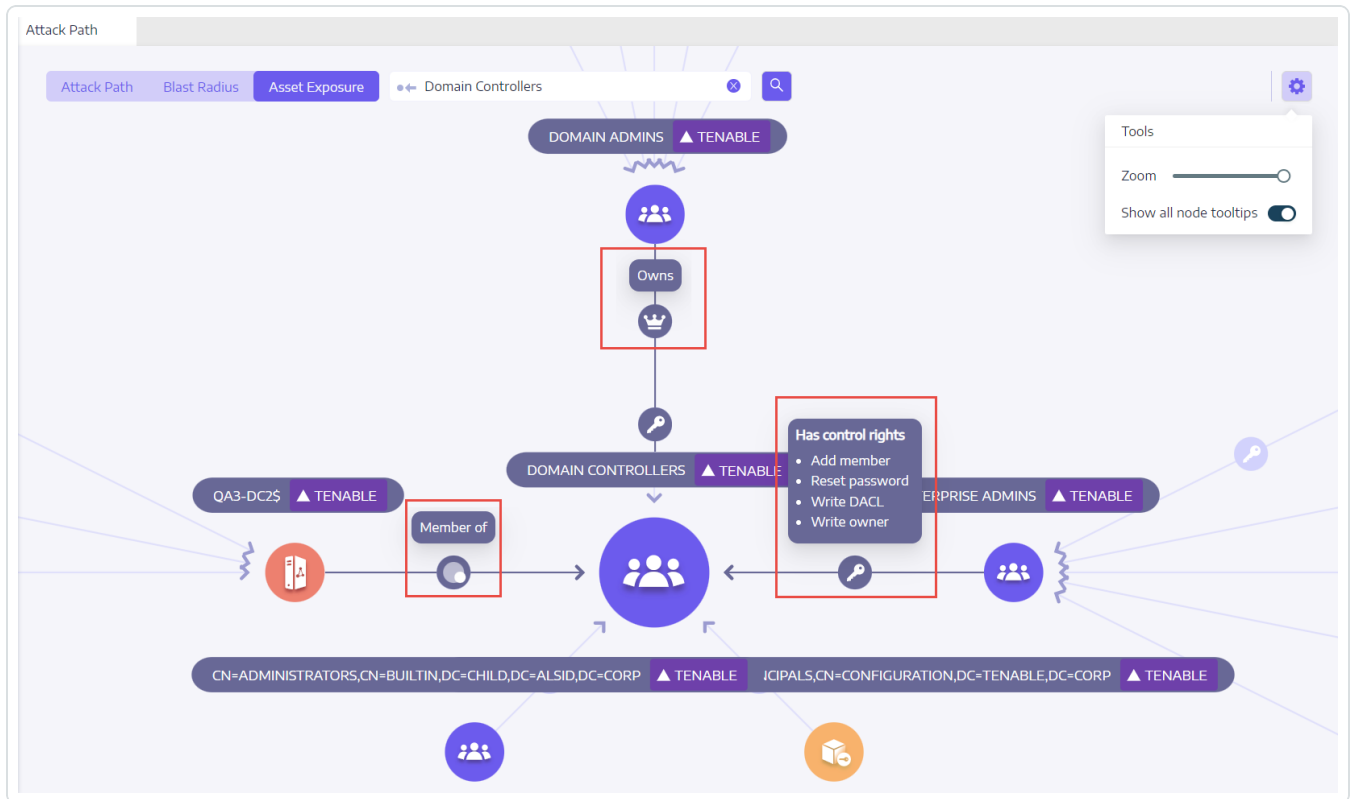 Attack Path
Attack Path Blast Radius Asset Exposure Domain Controllers
Tools
Zoom
Show all node tooltips
DOMAIN ADMINS TENABLE
Owns
DOMAIN CONTROLLERS TENABLE
Has control rights
• Add member
• Reset password
• Write DACL
• Write owner
QA3-DC2$ TENABLE
ERPRISE ADMINS TENABLE
Member of
CN=ADMINISTRATORS,CN=BUILTIN,DC=CHILD,DC=ALSID,DC=CORP TENABLE
ICIPALS,CN=CONFIGURATION,DC=TENABLE,DC=CORP TENABLE